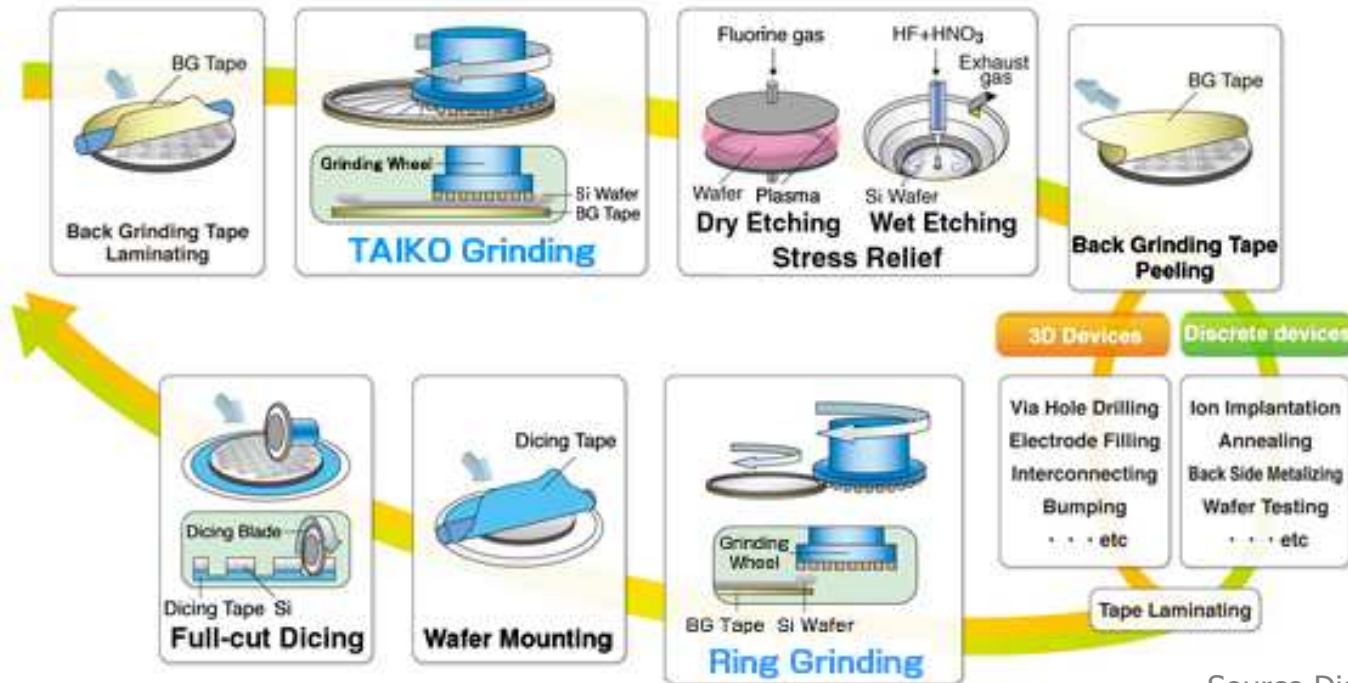 BG Tape
Back Grinding Tape
Laminating
Grinding Wheel
Si Wafer
BG Tape
TAIKO Grinding
Fluorine gas
HF+HNO₃
Exhaust
gas
Wafer
Plasma
Si Wafer
Dry Etching
Wet Etching
Stress Relief
BG Tape
Back Grinding Tape
Peeling
3D Devices
Discrete devices
Via Hole Drilling
Electrode Filling
Interconnecting
Bumping
・・・etc
Ion Implantation
Annealing
Back Side Metalizing
Wafer Testing
・・・etc
Tape Laminating
Grinding
Wheel
BG Tape
Si Wafer
Ring Grinding
Dicing Tape
Wafer Mounting
Dicing Blade
Dicing Tape
Si
Full-cut Dicing